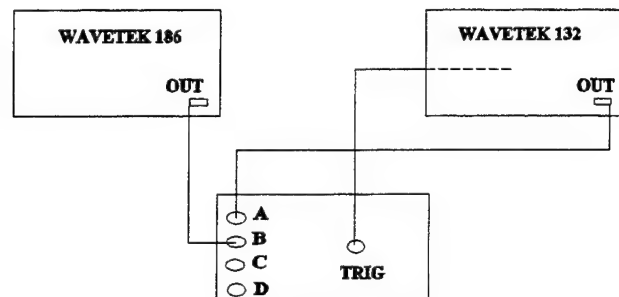 WAVETEK 186
OUT
WAVETEK 132
OUT
A
B
C
D
TRIG